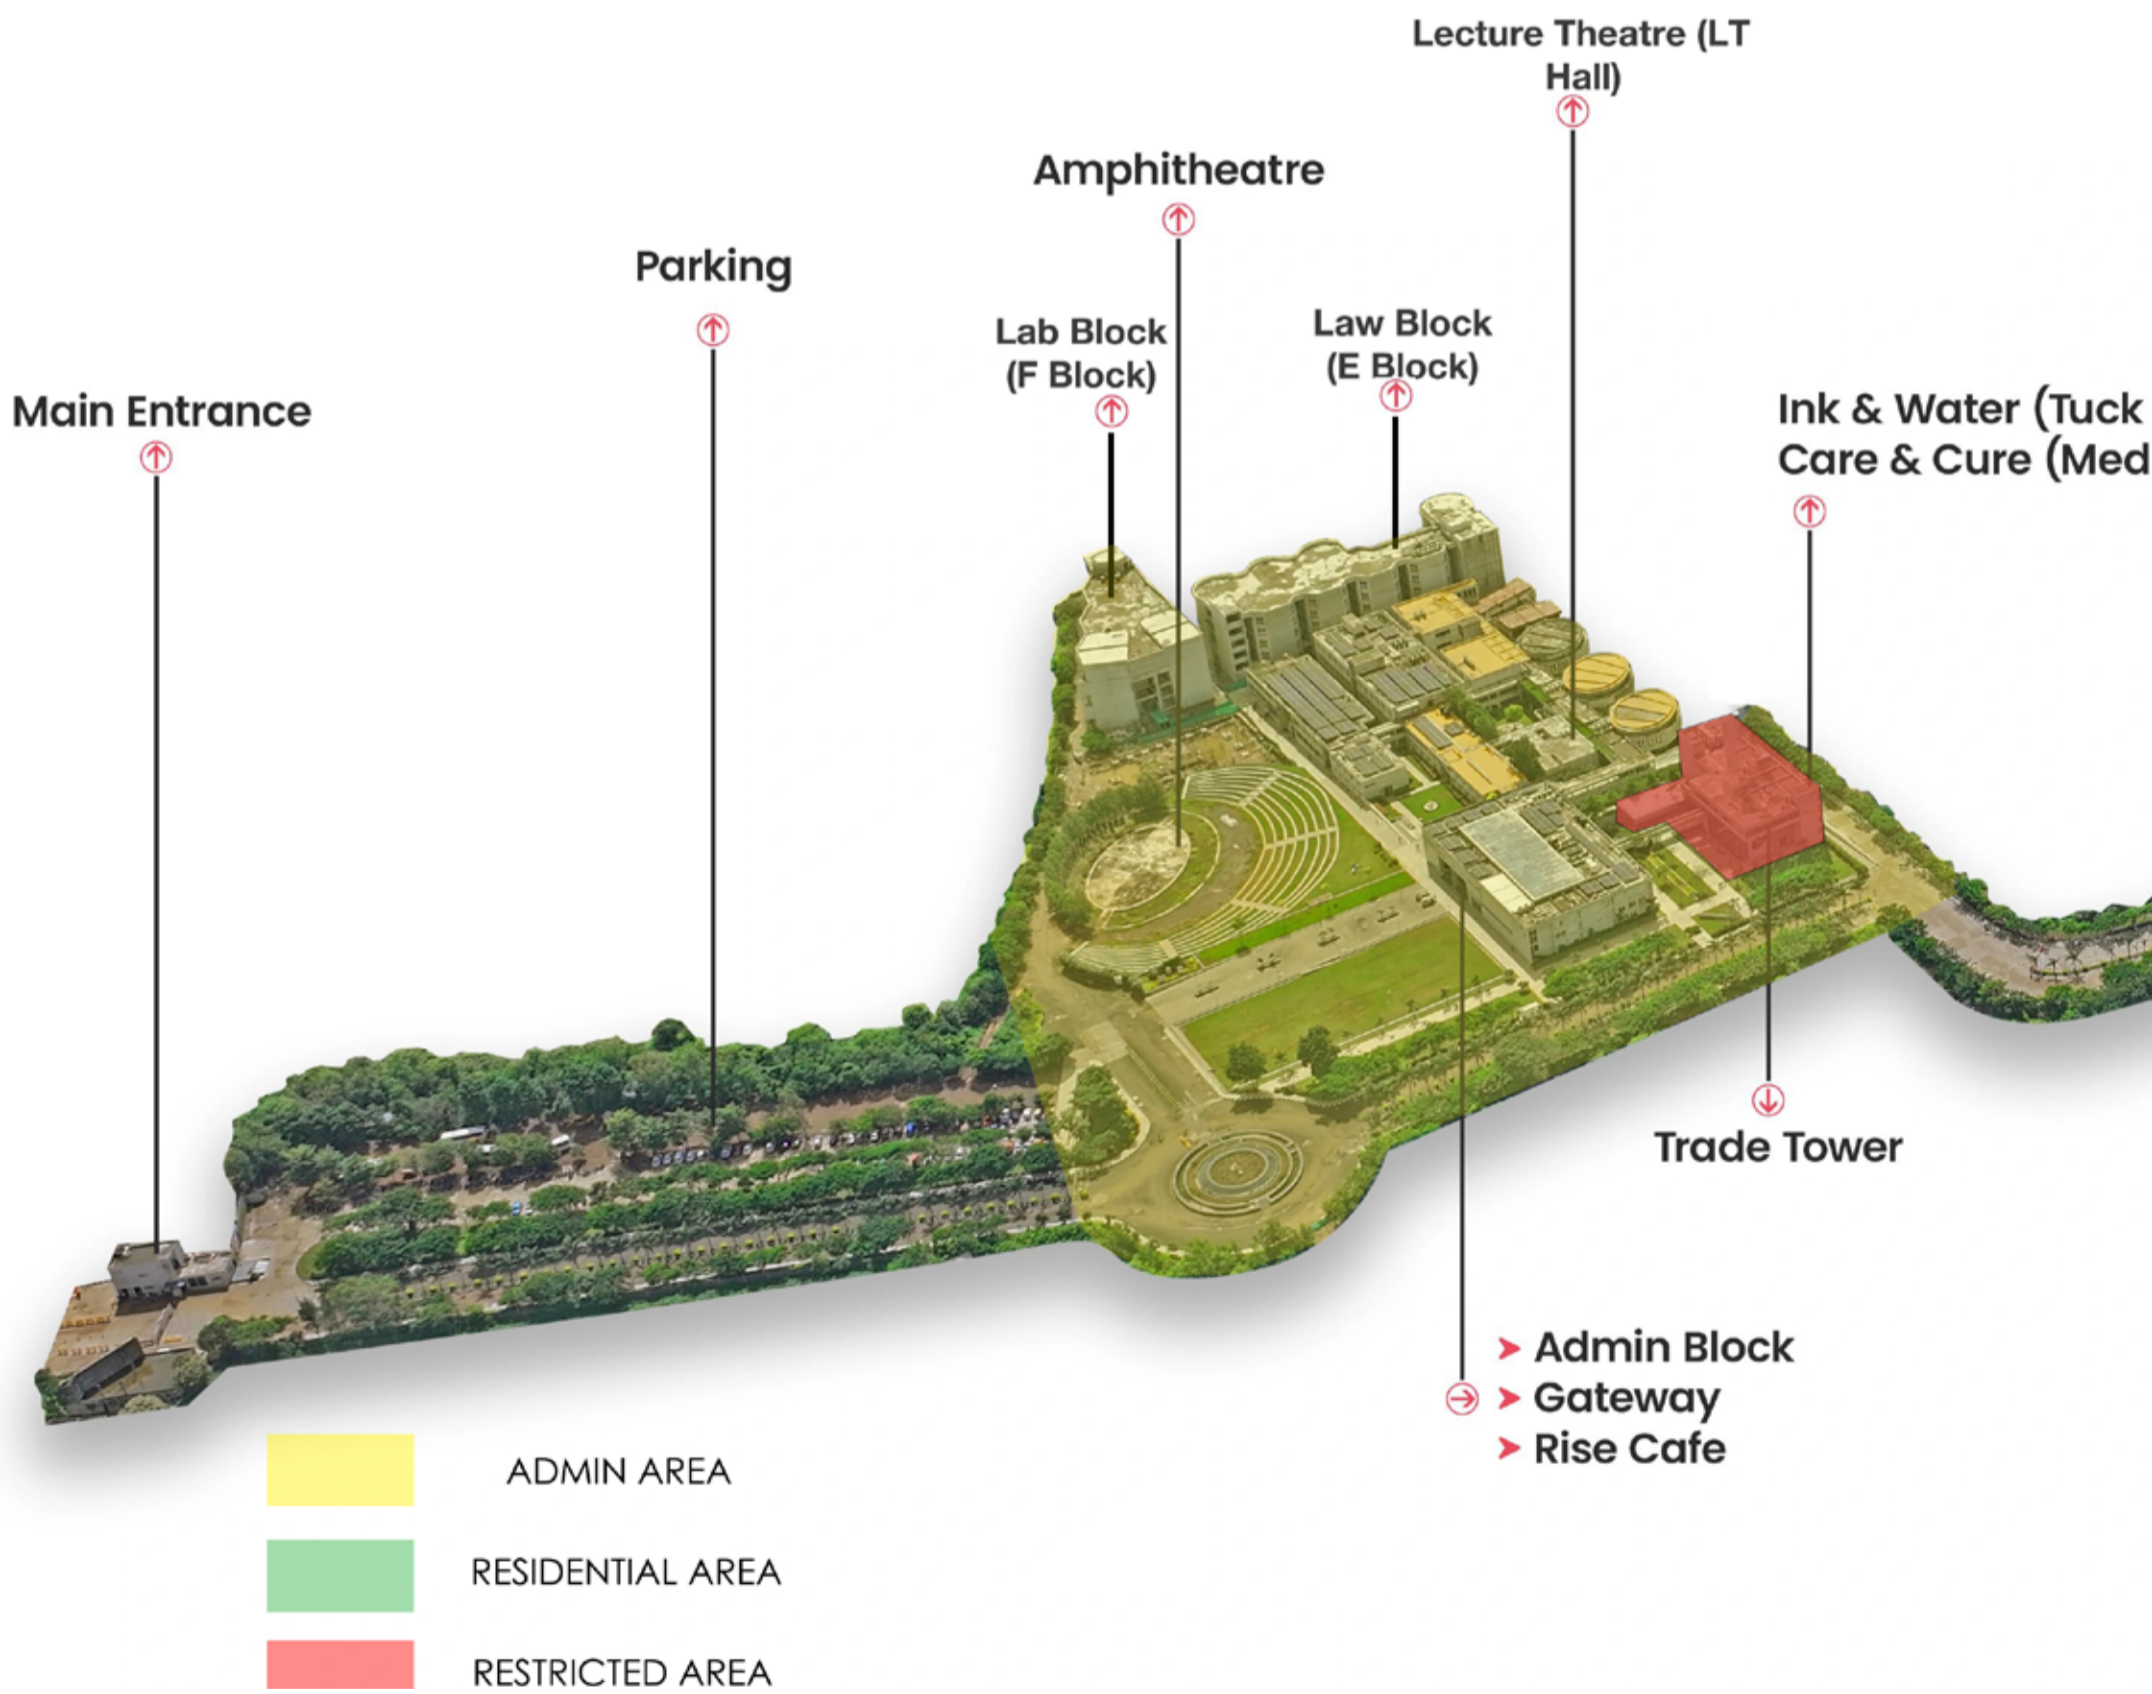 Lecture Theatre (LT
Hall)
Amphitheatre
Parking
Lab Block
(F Block)
Law Block
(E Block)
Main Entrance
Ink & Water (Tuck
Care & Cure (Med
Trade Tower
Admin Block
Gateway
Rise Cafe
ADMIN AREA
RESIDENTIAL AREA
RESTRICTED AREA